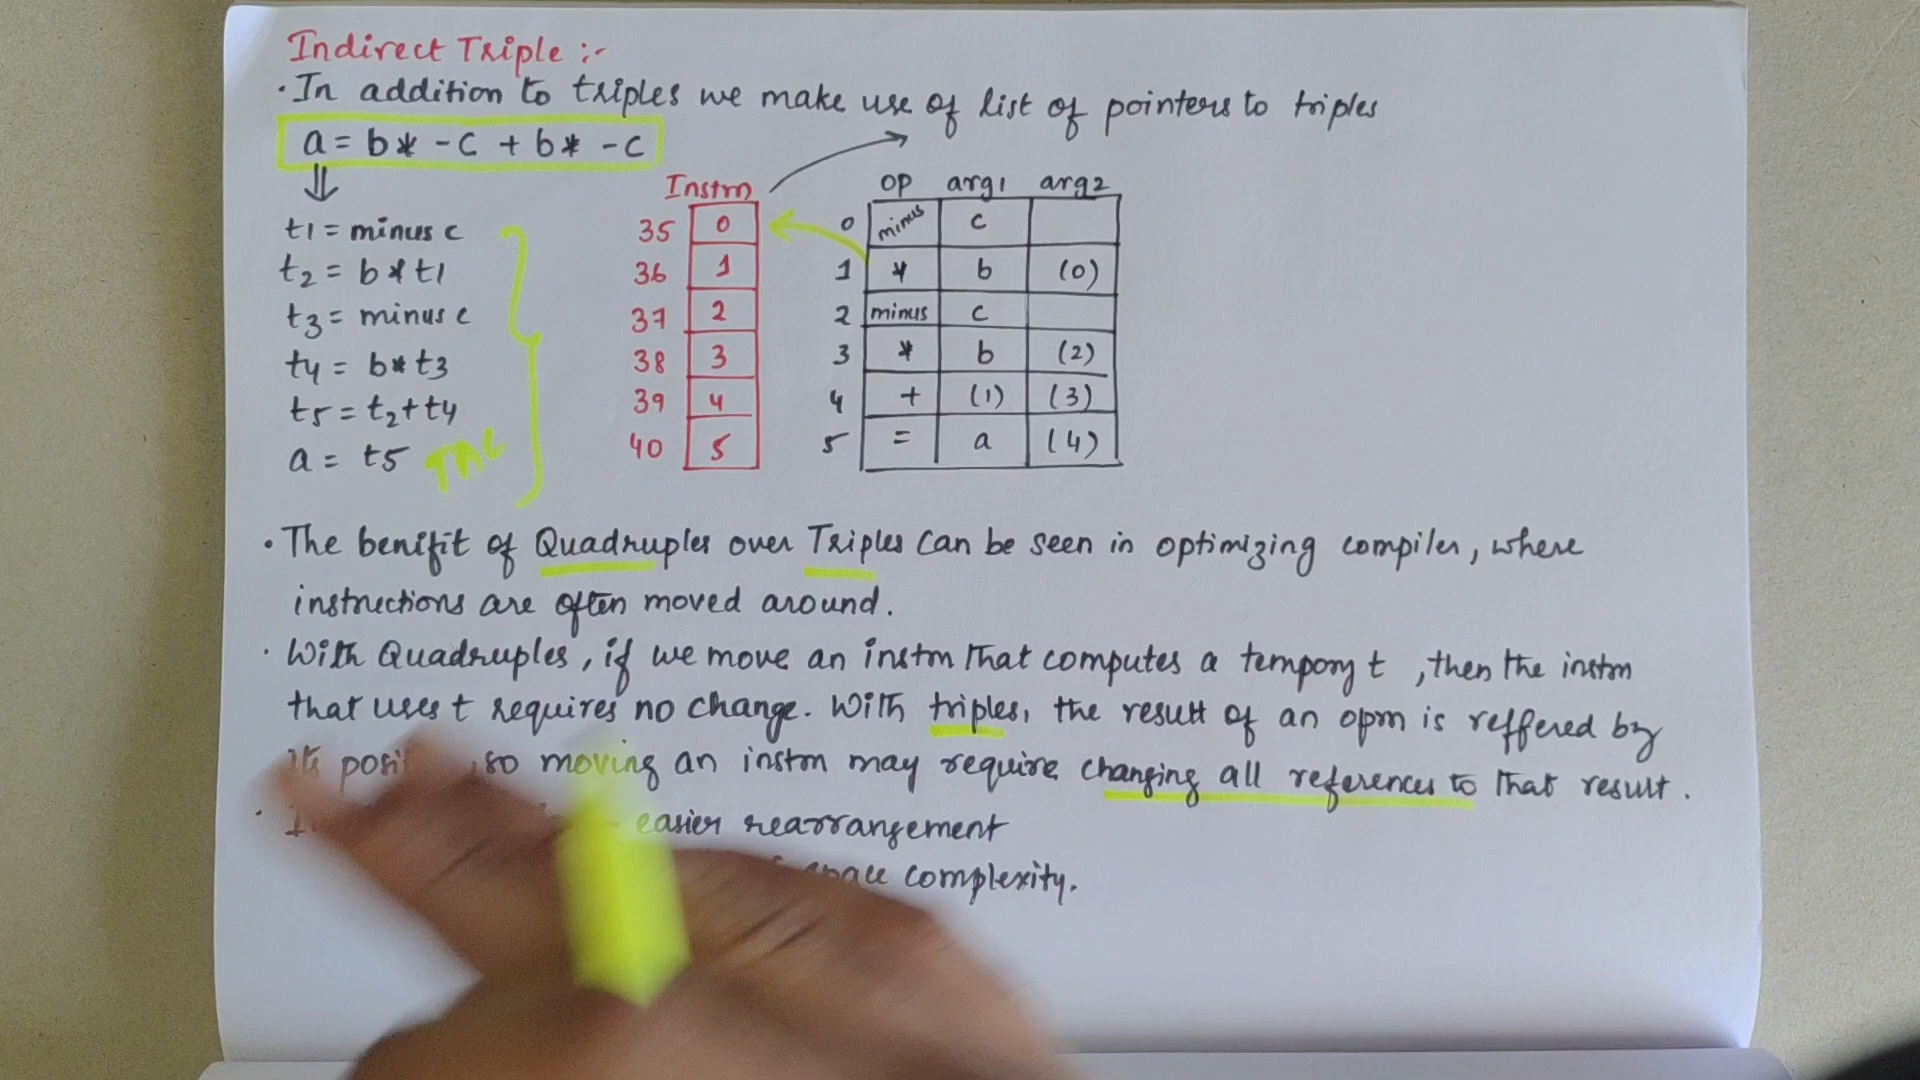 Indirect Triple :-
· In addition to triples we make use of list of pointers to triples
a = b * - c + b * - c
⇓
t1 = minus c
t2 = b * t1
t3 = minus c
t4 = b * t3
t5 = t2 + t4
a = t5 TAC
Instrn
35 0
36 1
37 2
38 3
39 4
40 5
op arg1 arg2
0 minus c
1 * b (0)
2 minus c
3 * b (2)
4 + (1) (3)
5 = a (4)
• The benifit of Quadruples over Triples can be seen in optimizing compiler, where
instructions are often moved around.
· With Quadruples, if we move an instrn that computes a tempory t , then the instrn
that uses t requires no change. With triples, the result of an oprn is reffered by
its , so moving an instrn may require changing all references to that result.
· easier rearrangement
space complexity.